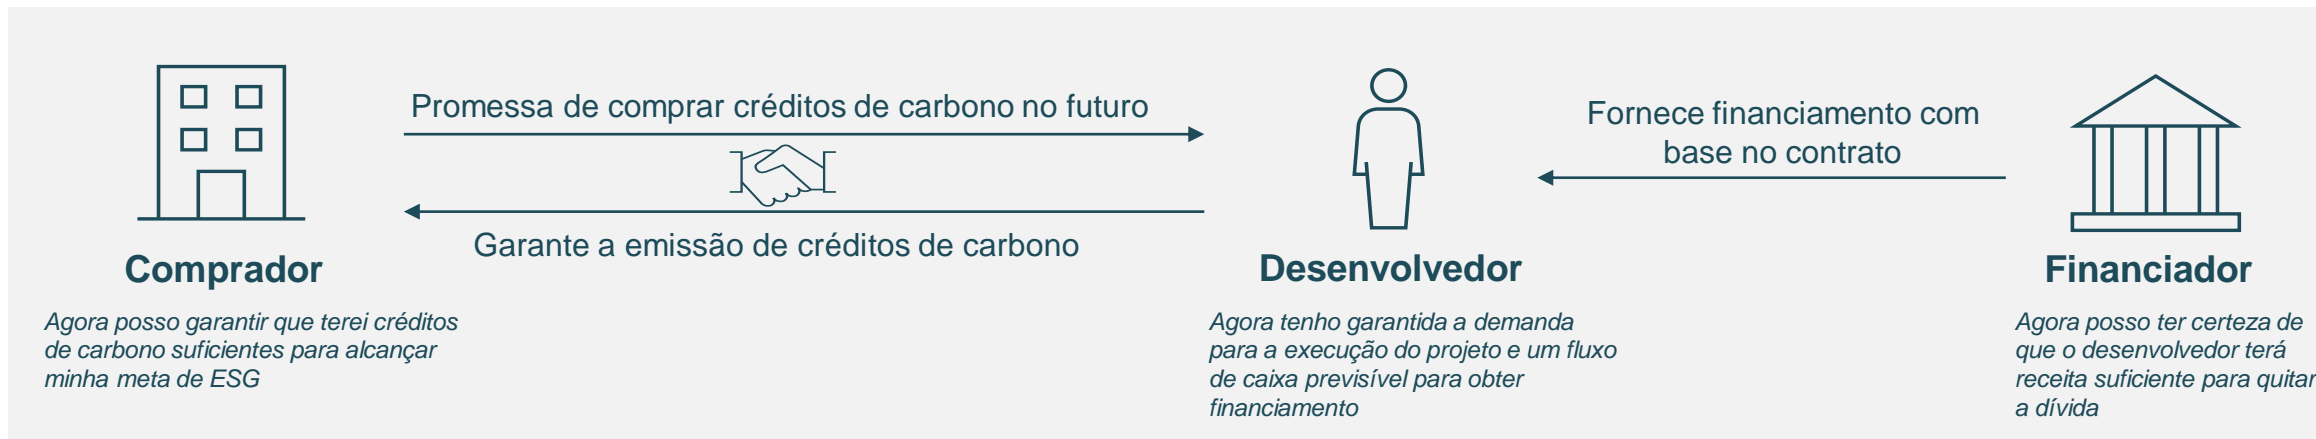 Promessa de comprar créditos de carbono no futuro
Garante a emissão de créditos de carbono
Fornece financiamento com
base no contrato
Comprador
Agora posso garantir que terei créditos
de carbono suficientes para alcançar
minha meta de ESG
Desenvolvedor
Agora tenho garantida a demanda
para a execução do projeto e um fluxo
de caixa previsível para obter
financiamento
Financiador
Agora posso ter certeza de
que o desenvolvedor terá
receita suficiente para quitar
a dívida